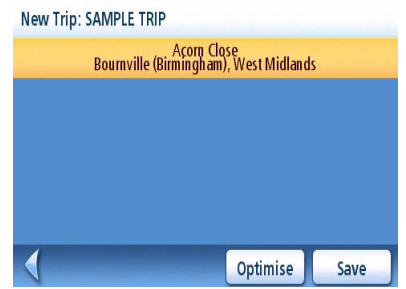 New Trip: SAMPLE TRIP
Acorn Close
Bournville (Birmingham), West Midlands
Optimise
Save